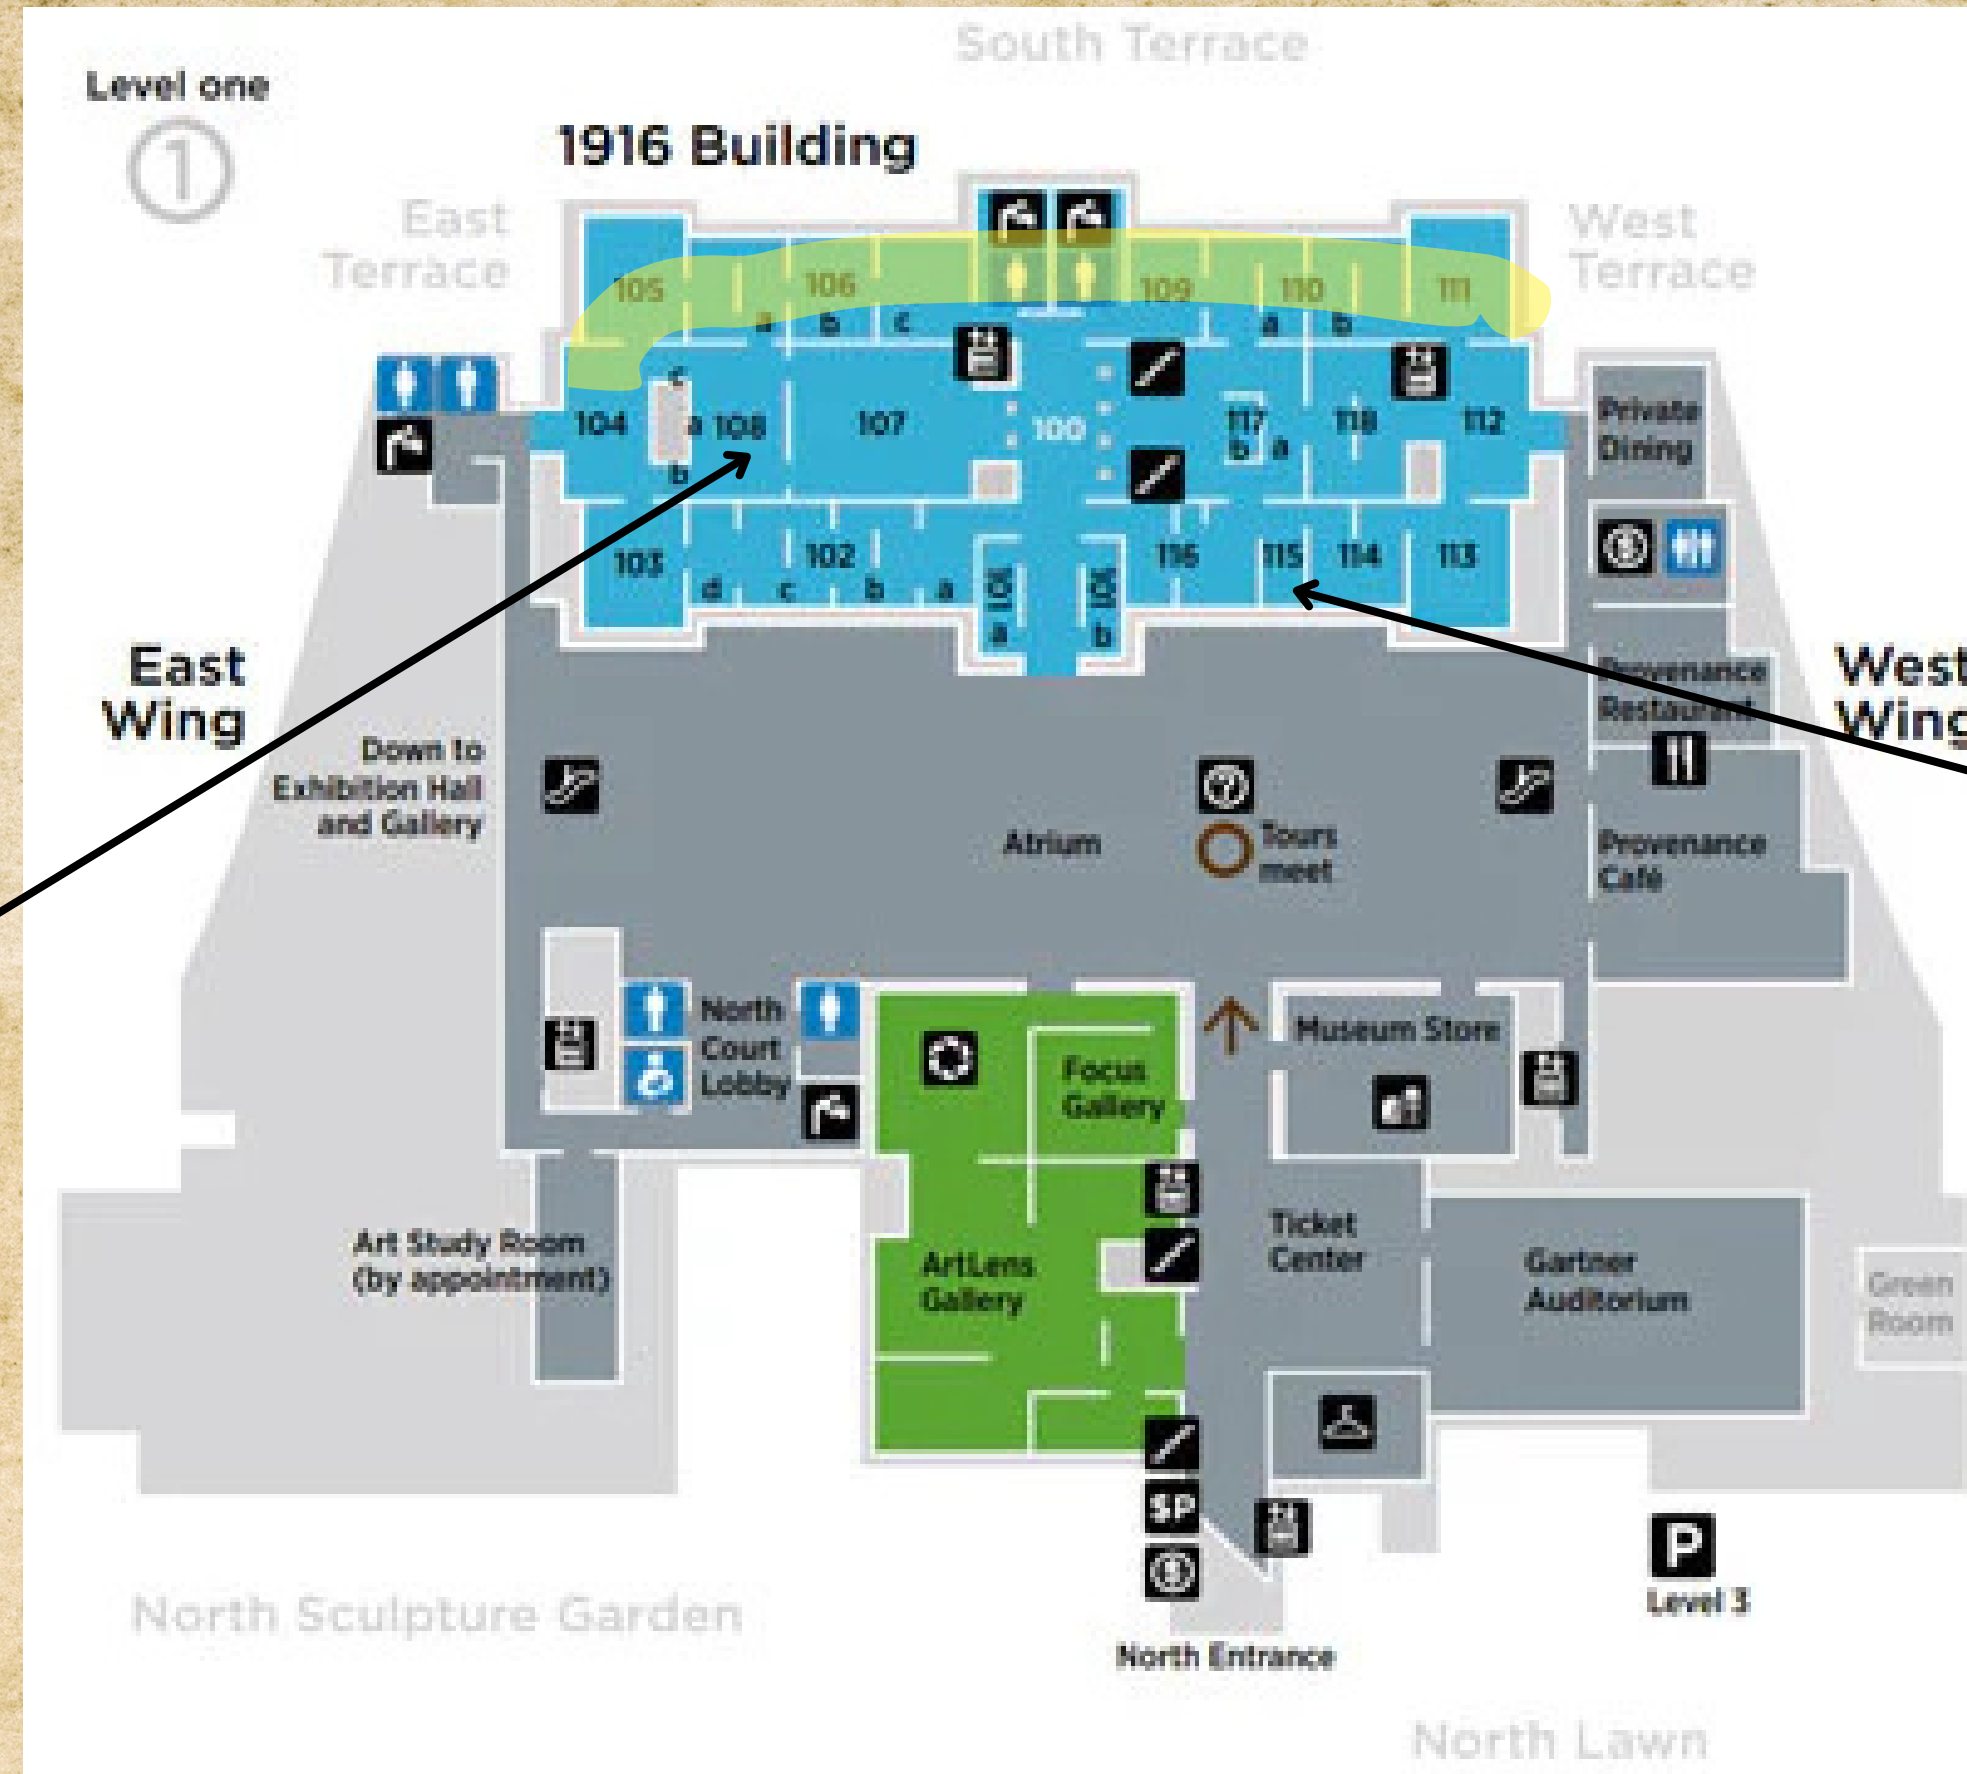 South Terrace
Level one
1
1916 Building
East
Terrace
West
Terrace
105
106
109
110
111
a
b
c
a
b
104
c
a
108
b
107
100
117
b
a
118
112
Private
Dining
103
102
d
c
b
a
101
a
101
b
116
115
114
113
East
Wing
West
Wing
Provenance
Restaurant
Down to
Exhibition Hall
and Gallery
Atrium
?
Tours
meet
Provenance
Café
North
Court
Lobby
Museum Store
Focus
Gallery
Art Study Room
(by appointment)
ArtLens
Gallery
Ticket
Center
Gartner
Auditorium
Green
Room
SP
P
Level 3
North Sculpture Garden
North Entrance
North Lawn